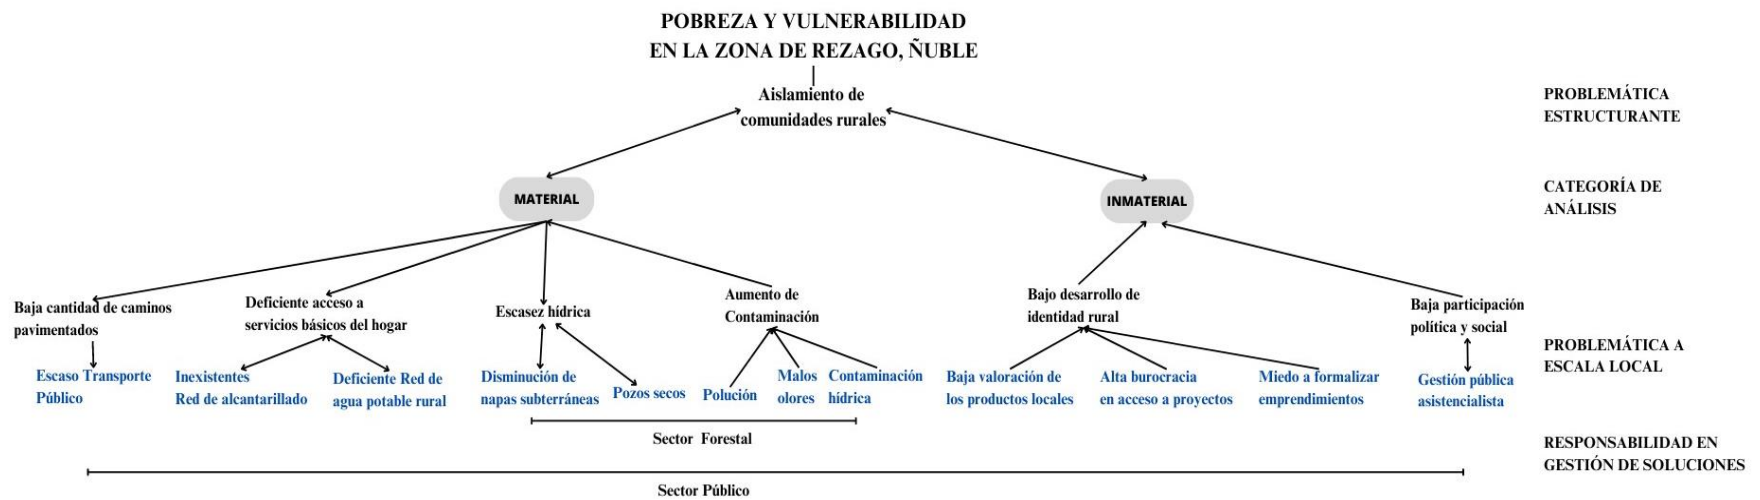 POBREZA Y VULNERABILIDAD
EN LA ZONA DE REZAGO, ÑUBLE
Aislamiento de
comunidades rurales
PROBLEMÁTICA
ESTRUCTURANTE
MATERIAL
INMATERIAL
CATEGORÍA DE
ANÁLISIS
Baja cantidad de caminos
pavimentados
Deficiente acceso a
servicios básicos del hogar
Escasez hídrica
Aumento de
Contaminación
Bajo desarrollo de
identidad rural
Baja participación
política y social
PROBLEMÁTICA A
ESCALA LOCAL
Escaso Transporte
Público
Inexistentes
Red de alcantarillado
Deficiente Red de
agua potable rural
Disminución de
napas subterráneas
Pozos secos
Polución
Malos
olores
Contaminación
hídrica
Baja valoración de
los productos locales
Alta burocracia
en acceso a proyectos
Miedo a formalizar
emprendimientos
Gestión pública
asistencialista
Sector Forestal
RESPONSABILIDAD EN
GESTIÓN DE SOLUCIONES
Sector Público